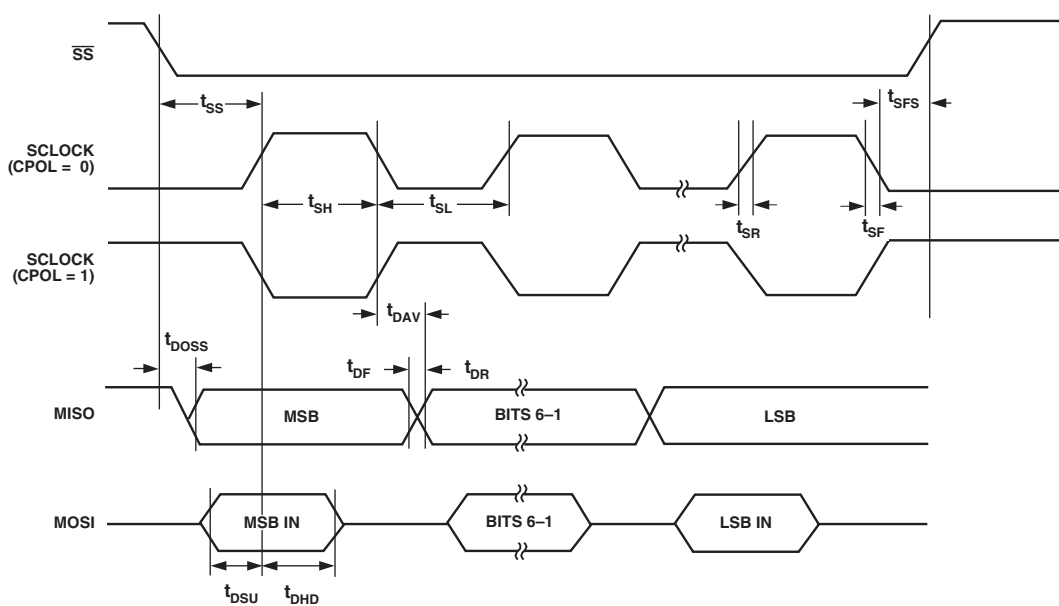 SS
tSS
tSFS
SCLOCK
(CPOL = 0)
tSH
tSL
tSR
tSF
SCLOCK
(CPOL = 1)
tDAV
tDOSS
tDF
tDR
MISO
MSB
BITS 6–1
LSB
MOSI
MSB IN
BITS 6–1
LSB IN
tDSU
tDHD